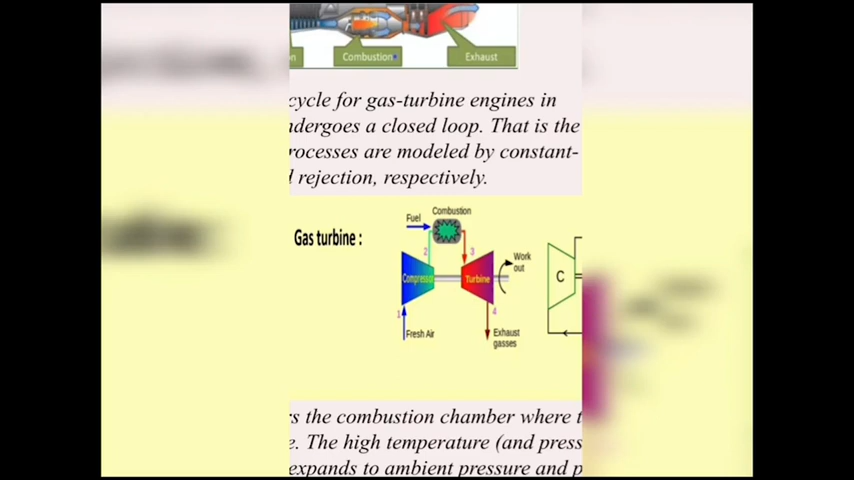 n
Combustion
Exhaust
cycle for gas-turbine engines in
ndergoes a closed loop. That is the
rocesses are modeled by constant-
l rejection, respectively.
Gas turbine :
Fuel
Combustion
2
3
Compressor
Turbine
Work
out
C
1
4
Fresh Air
Exhaust
gasses
rs the combustion chamber where t
e. The high temperature (and press
expands to ambient pressure and p